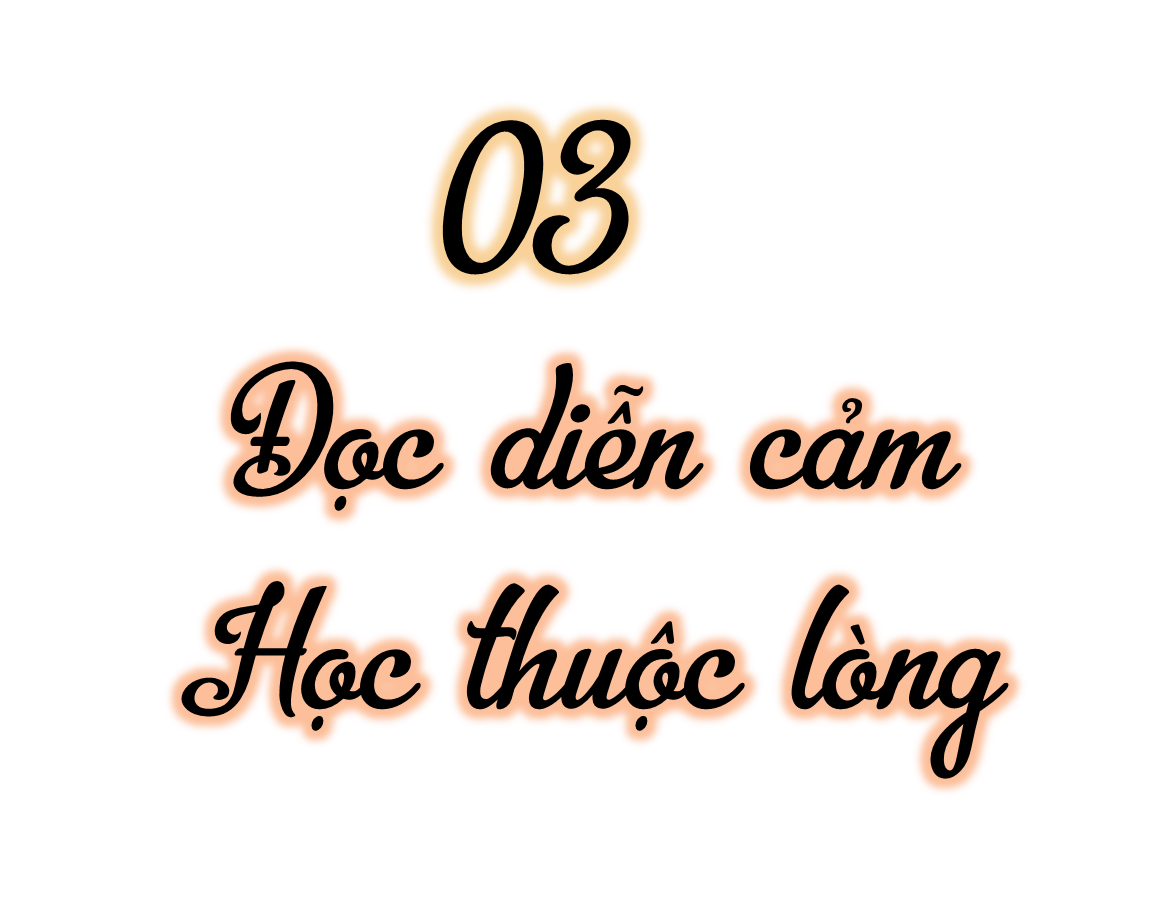 03
Đọc diễn cảm
Học thuộc lòng